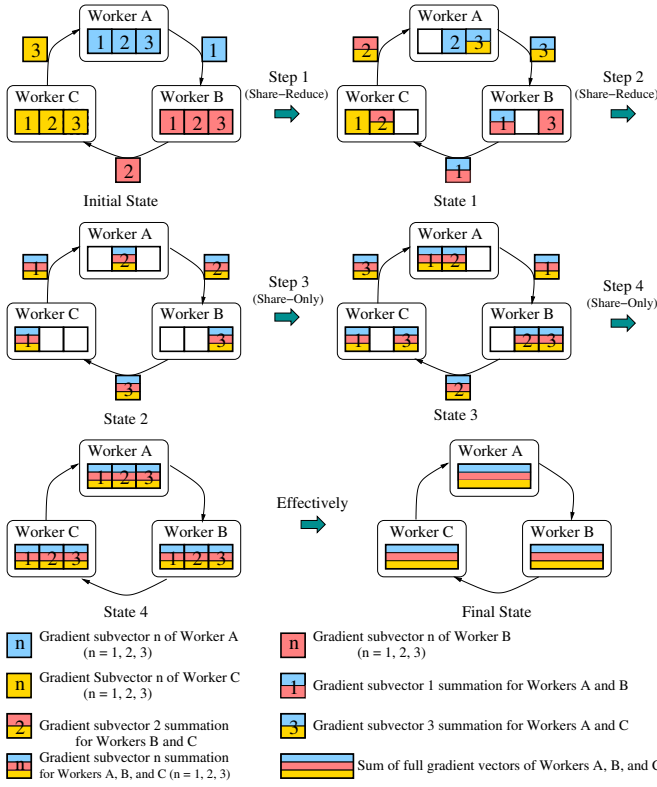 Worker A
3
1 2 3
1
Worker C
1 2 3
Worker B
1 2 3
2
Initial State
Step 1
(Share−Reduce)
Worker A
2
2 3
3
Worker C
1 2
Worker B
1 3
1
State 1
Step 2
(Share−Reduce)
Worker A
1
2
2
Worker C
1
Worker B
3
3
State 2
Step 3
(Share−Only)
Worker A
3
1 2
1
Worker C
1 3
Worker B
2 3
2
State 3
Step 4
(Share−Only)
Worker A
1 2 3
Worker C
1 2 3
Worker B
1 2 3
State 4
Effectively
Worker A
Worker C
Worker B
Final State
n Gradient subvector n of Worker A
(n = 1, 2, 3)
n Gradient subvector n of Worker B
(n = 1, 2, 3)
n Gradient Subvector n of Worker C
(n = 1, 2, 3)
1 Gradient subvector 1 summation for Workers A and B
2 Gradient subvector 2 summation
for Workers B and C
3 Gradient subvector 3 summation for Workers A and C
n Gradient subvector n summation
for Workers A, B, and C (n = 1, 2, 3)
Sum of full gradient vectors of Workers A, B, and C